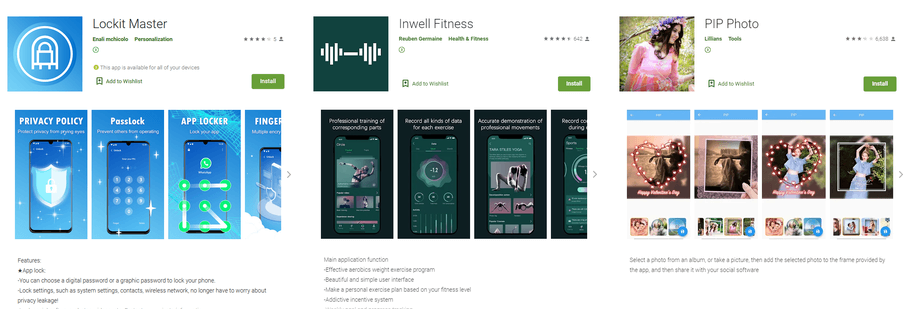 Lockit Master
Enali mchicolo Personalization
5
This app is available for all of your devices
Add to Wishlist
Install
PRIVACY POLICY
Protect privacy from prying eyes
PassLock
Prevent others from operating
APP LOCKER
Lock your app
WhatsApp
FINGER
Features:
★App lock:
-You can choose a digital password or a graphic password to lock your phone.
-Lock settings, such as system settings, contacts, wireless network, no longer have to worry about
privacy leakage!
Inwell Fitness
Reuben Germaine Health & Fitness
642
Add to Wishlist
Install
Professional training of
corresponding parts
Record all kinds of data
for each exercise
-12
Accurate demonstration of
professional movements
TARA STILES YOGA
Record co
during
Main application function
-Effective aerobics weight exercise program
-Beautiful and simple user interface
-Make a personal exercise plan based on your fitness level
-Addictive incentive system
PIP Photo
Lillians Tools
6,608
Add to Wishlist
Install
Happy Valentine's Day
Happy Valentine's Day
Select a photo from an album, or take a picture, then add the selected photo to the frame provided by
the app, and then share it with your social software